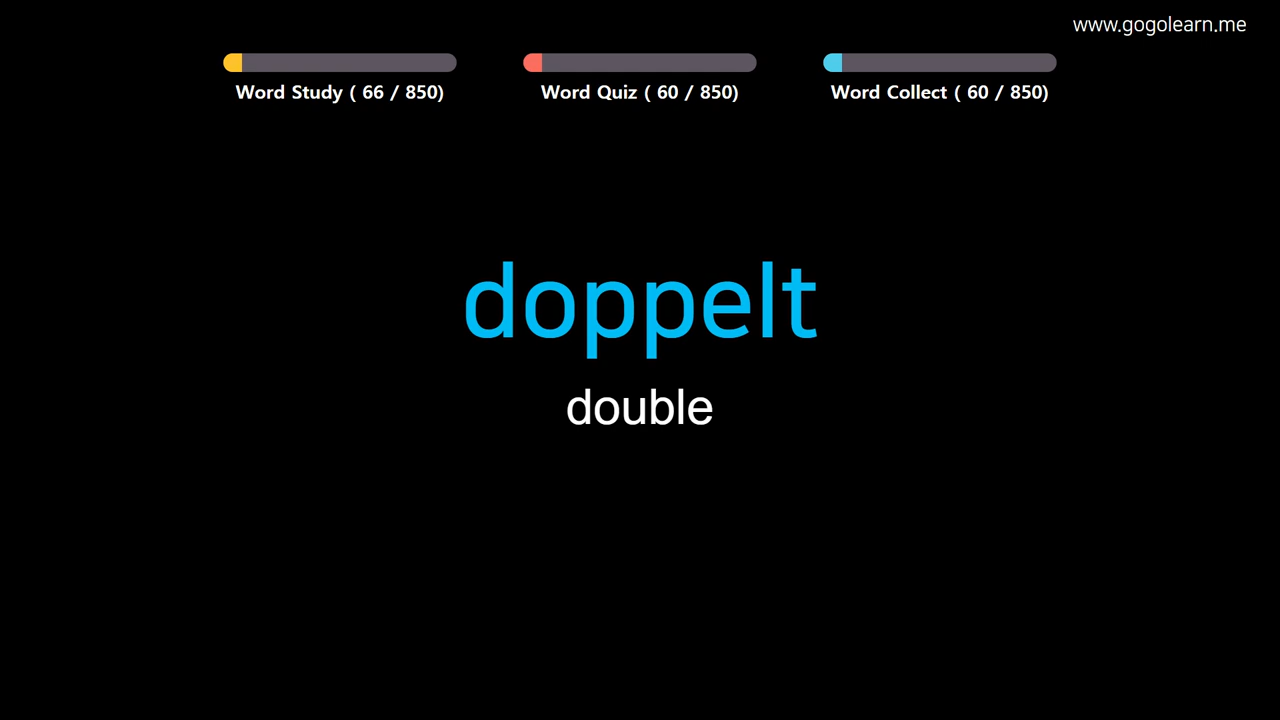 www.gogolearn.me
Word Study ( 66 / 850)
Word Quiz ( 60 / 850)
Word Collect ( 60 / 850)
doppelt
double